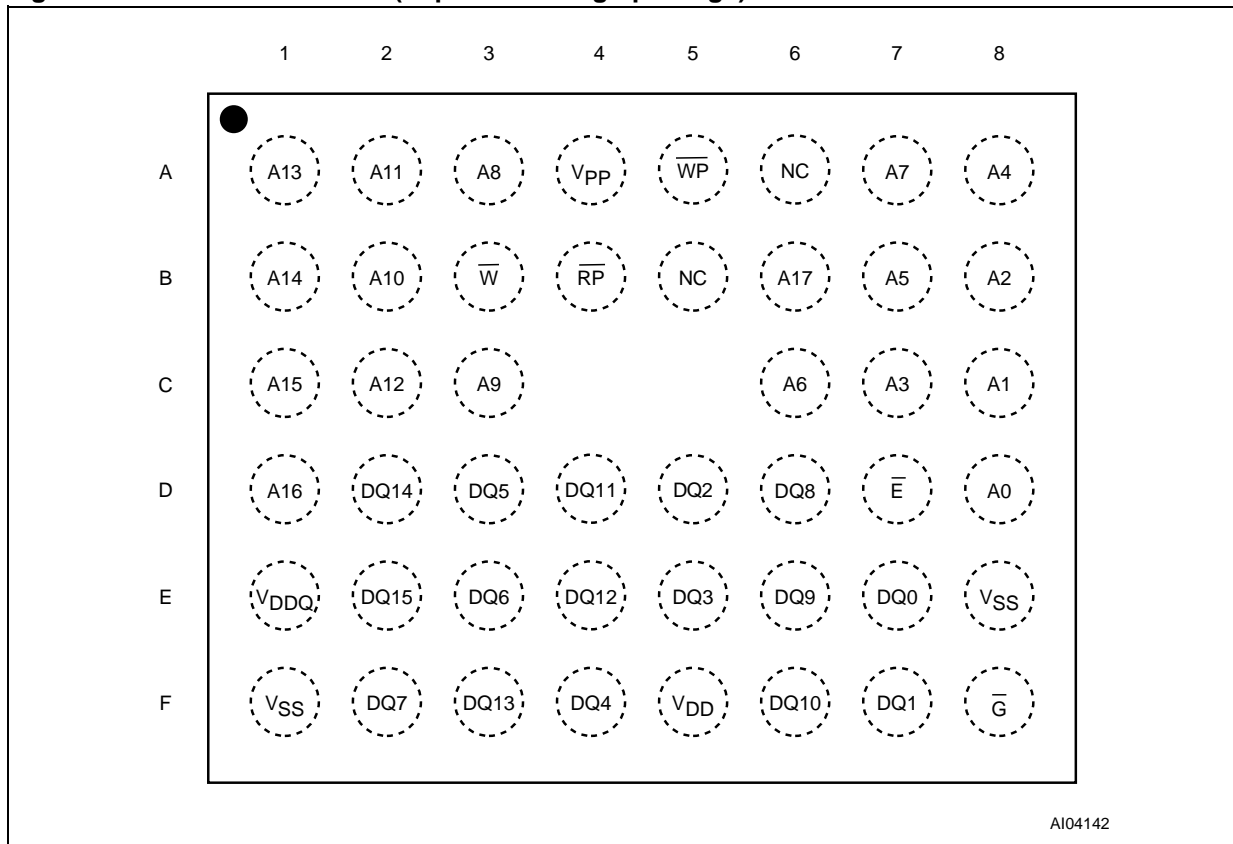 1 2 3 4 5 6 7 8
A A13 A11 A8 VPP W̅P̅ NC A7 A4
B A14 A10 W̅ R̅P̅ NC A17 A5 A2
C A15 A12 A9 A6 A3 A1
D A16 DQ14 DQ5 DQ11 DQ2 DQ8 E̅ A0
E VDDQ DQ15 DQ6 DQ12 DQ3 DQ9 DQ0 VSS
F VSS DQ7 DQ13 DQ4 VDD DQ10 DQ1 G̅
AI04142